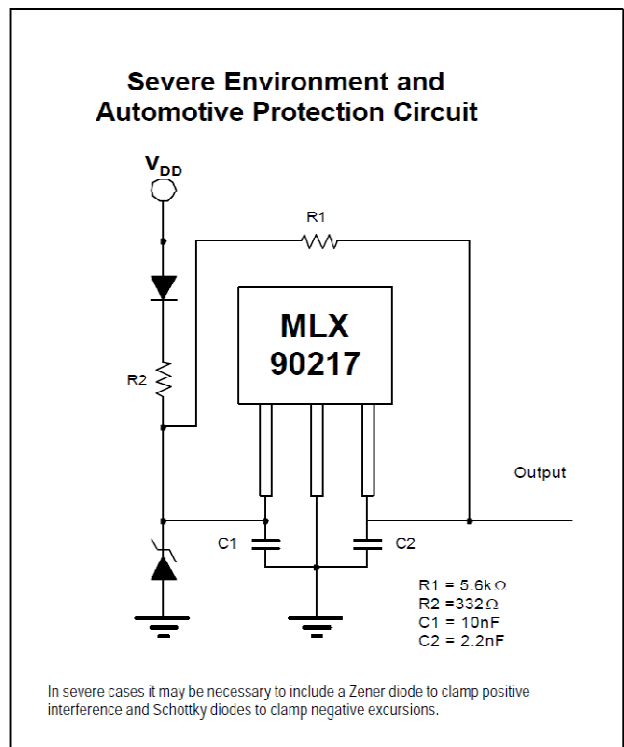 Severe Environment and
Automotive Protection Circuit
VDD
R1
MLX
90217
R2
Output
C1
C2
R1 = 5.6kΩ
R2 =332Ω
C1 = 10nF
C2 = 2.2nF
In severe cases it may be necessary to include a Zener diode to clamp positive
interference and Schottky diodes to clamp negative excursions.